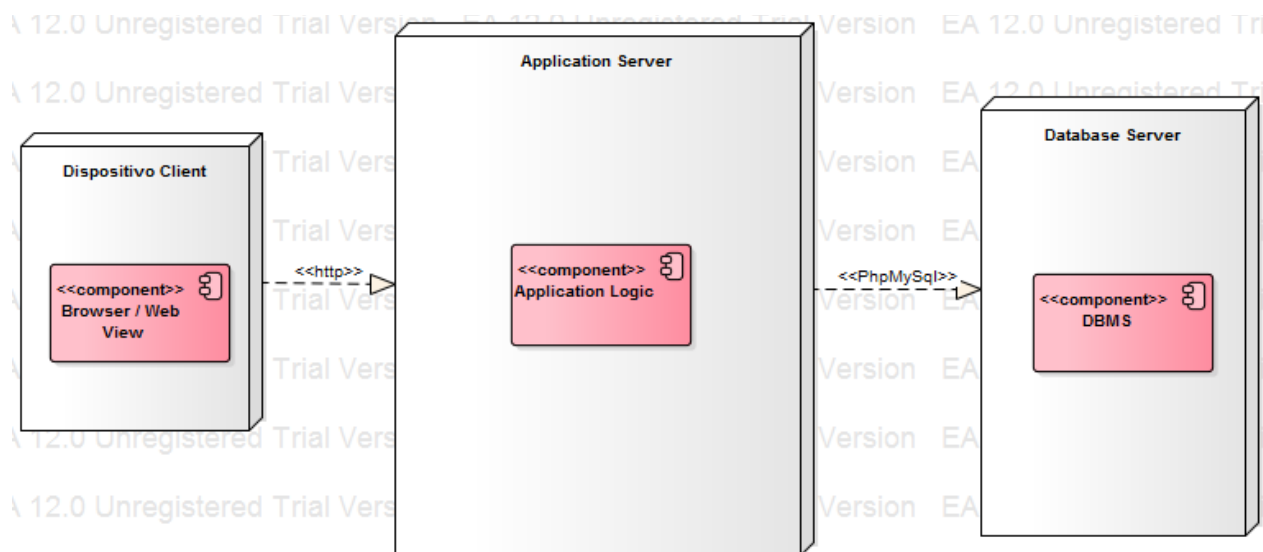 EA 12.0 Unregistered Trial Version
Dispositivo Client
<<component>>
Browser / Web
View
<<http>>
Application Server
<<component>>
Application Logic
<<PhpMySql>>
Database Server
<<component>>
DBMS